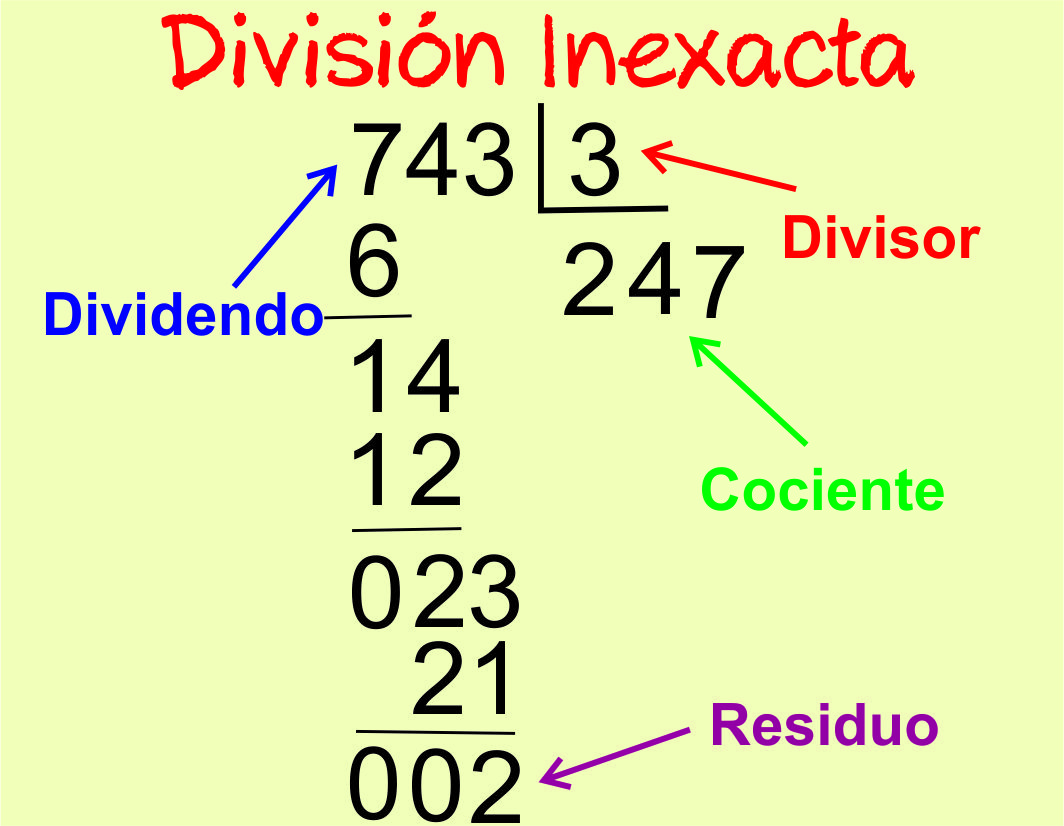 División Inexacta
743 3
6 247 Divisor
Dividendo
14
12
Cociente
023
21
Residuo
002